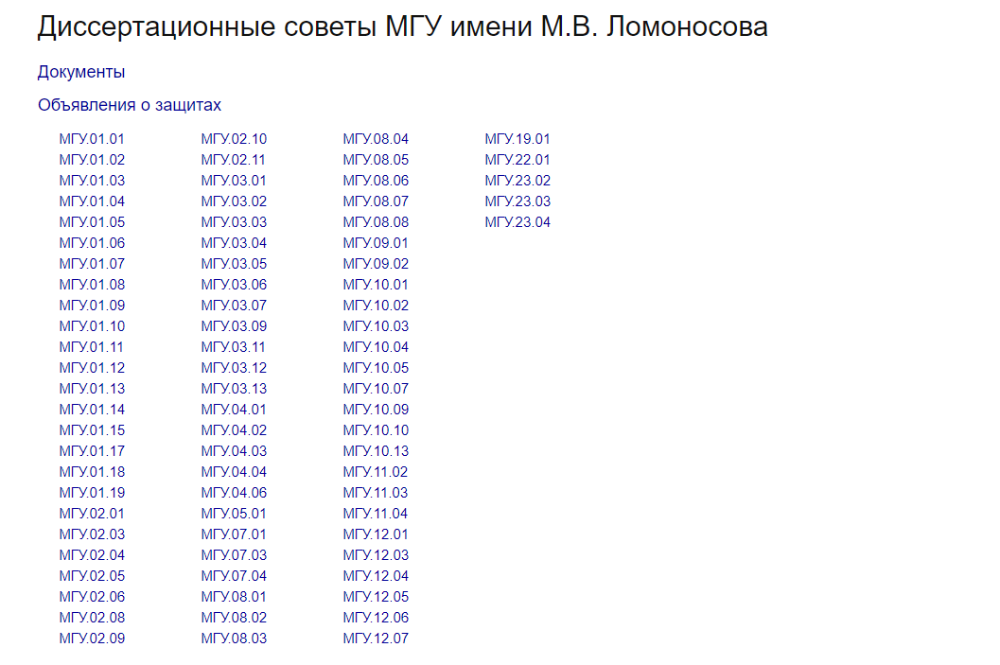 Диссертационные советы МГУ имени М.В. Ломоносова
Документы
Объявления о защитах
МГУ.01.01
МГУ.01.02
МГУ.01.03
МГУ.01.04
МГУ.01.05
МГУ.01.06
МГУ.01.07
МГУ.01.08
МГУ.01.09
МГУ.01.10
МГУ.01.11
МГУ.01.12
МГУ.01.13
МГУ.01.14
МГУ.01.15
МГУ.01.17
МГУ.01.18
МГУ.01.19
МГУ.02.01
МГУ.02.03
МГУ.02.04
МГУ.02.05
МГУ.02.06
МГУ.02.08
МГУ.02.09
МГУ.02.10
МГУ.02.11
МГУ.03.01
МГУ.03.02
МГУ.03.03
МГУ.03.04
МГУ.03.05
МГУ.03.06
МГУ.03.07
МГУ.03.09
МГУ.03.11
МГУ.03.12
МГУ.03.13
МГУ.04.01
МГУ.04.02
МГУ.04.03
МГУ.04.04
МГУ.04.06
МГУ.05.01
МГУ.07.01
МГУ.07.03
МГУ.07.04
МГУ.08.01
МГУ.08.02
МГУ.08.03
МГУ.08.04
МГУ.08.05
МГУ.08.06
МГУ.08.07
МГУ.08.08
МГУ.09.01
МГУ.09.02
МГУ.10.01
МГУ.10.02
МГУ.10.03
МГУ.10.04
МГУ.10.05
МГУ.10.07
МГУ.10.09
МГУ.10.10
МГУ.10.13
МГУ.11.02
МГУ.11.03
МГУ.11.04
МГУ.12.01
МГУ.12.03
МГУ.12.04
МГУ.12.05
МГУ.12.06
МГУ.12.07
МГУ.19.01
МГУ.22.01
МГУ.23.02
МГУ.23.03
МГУ.23.04